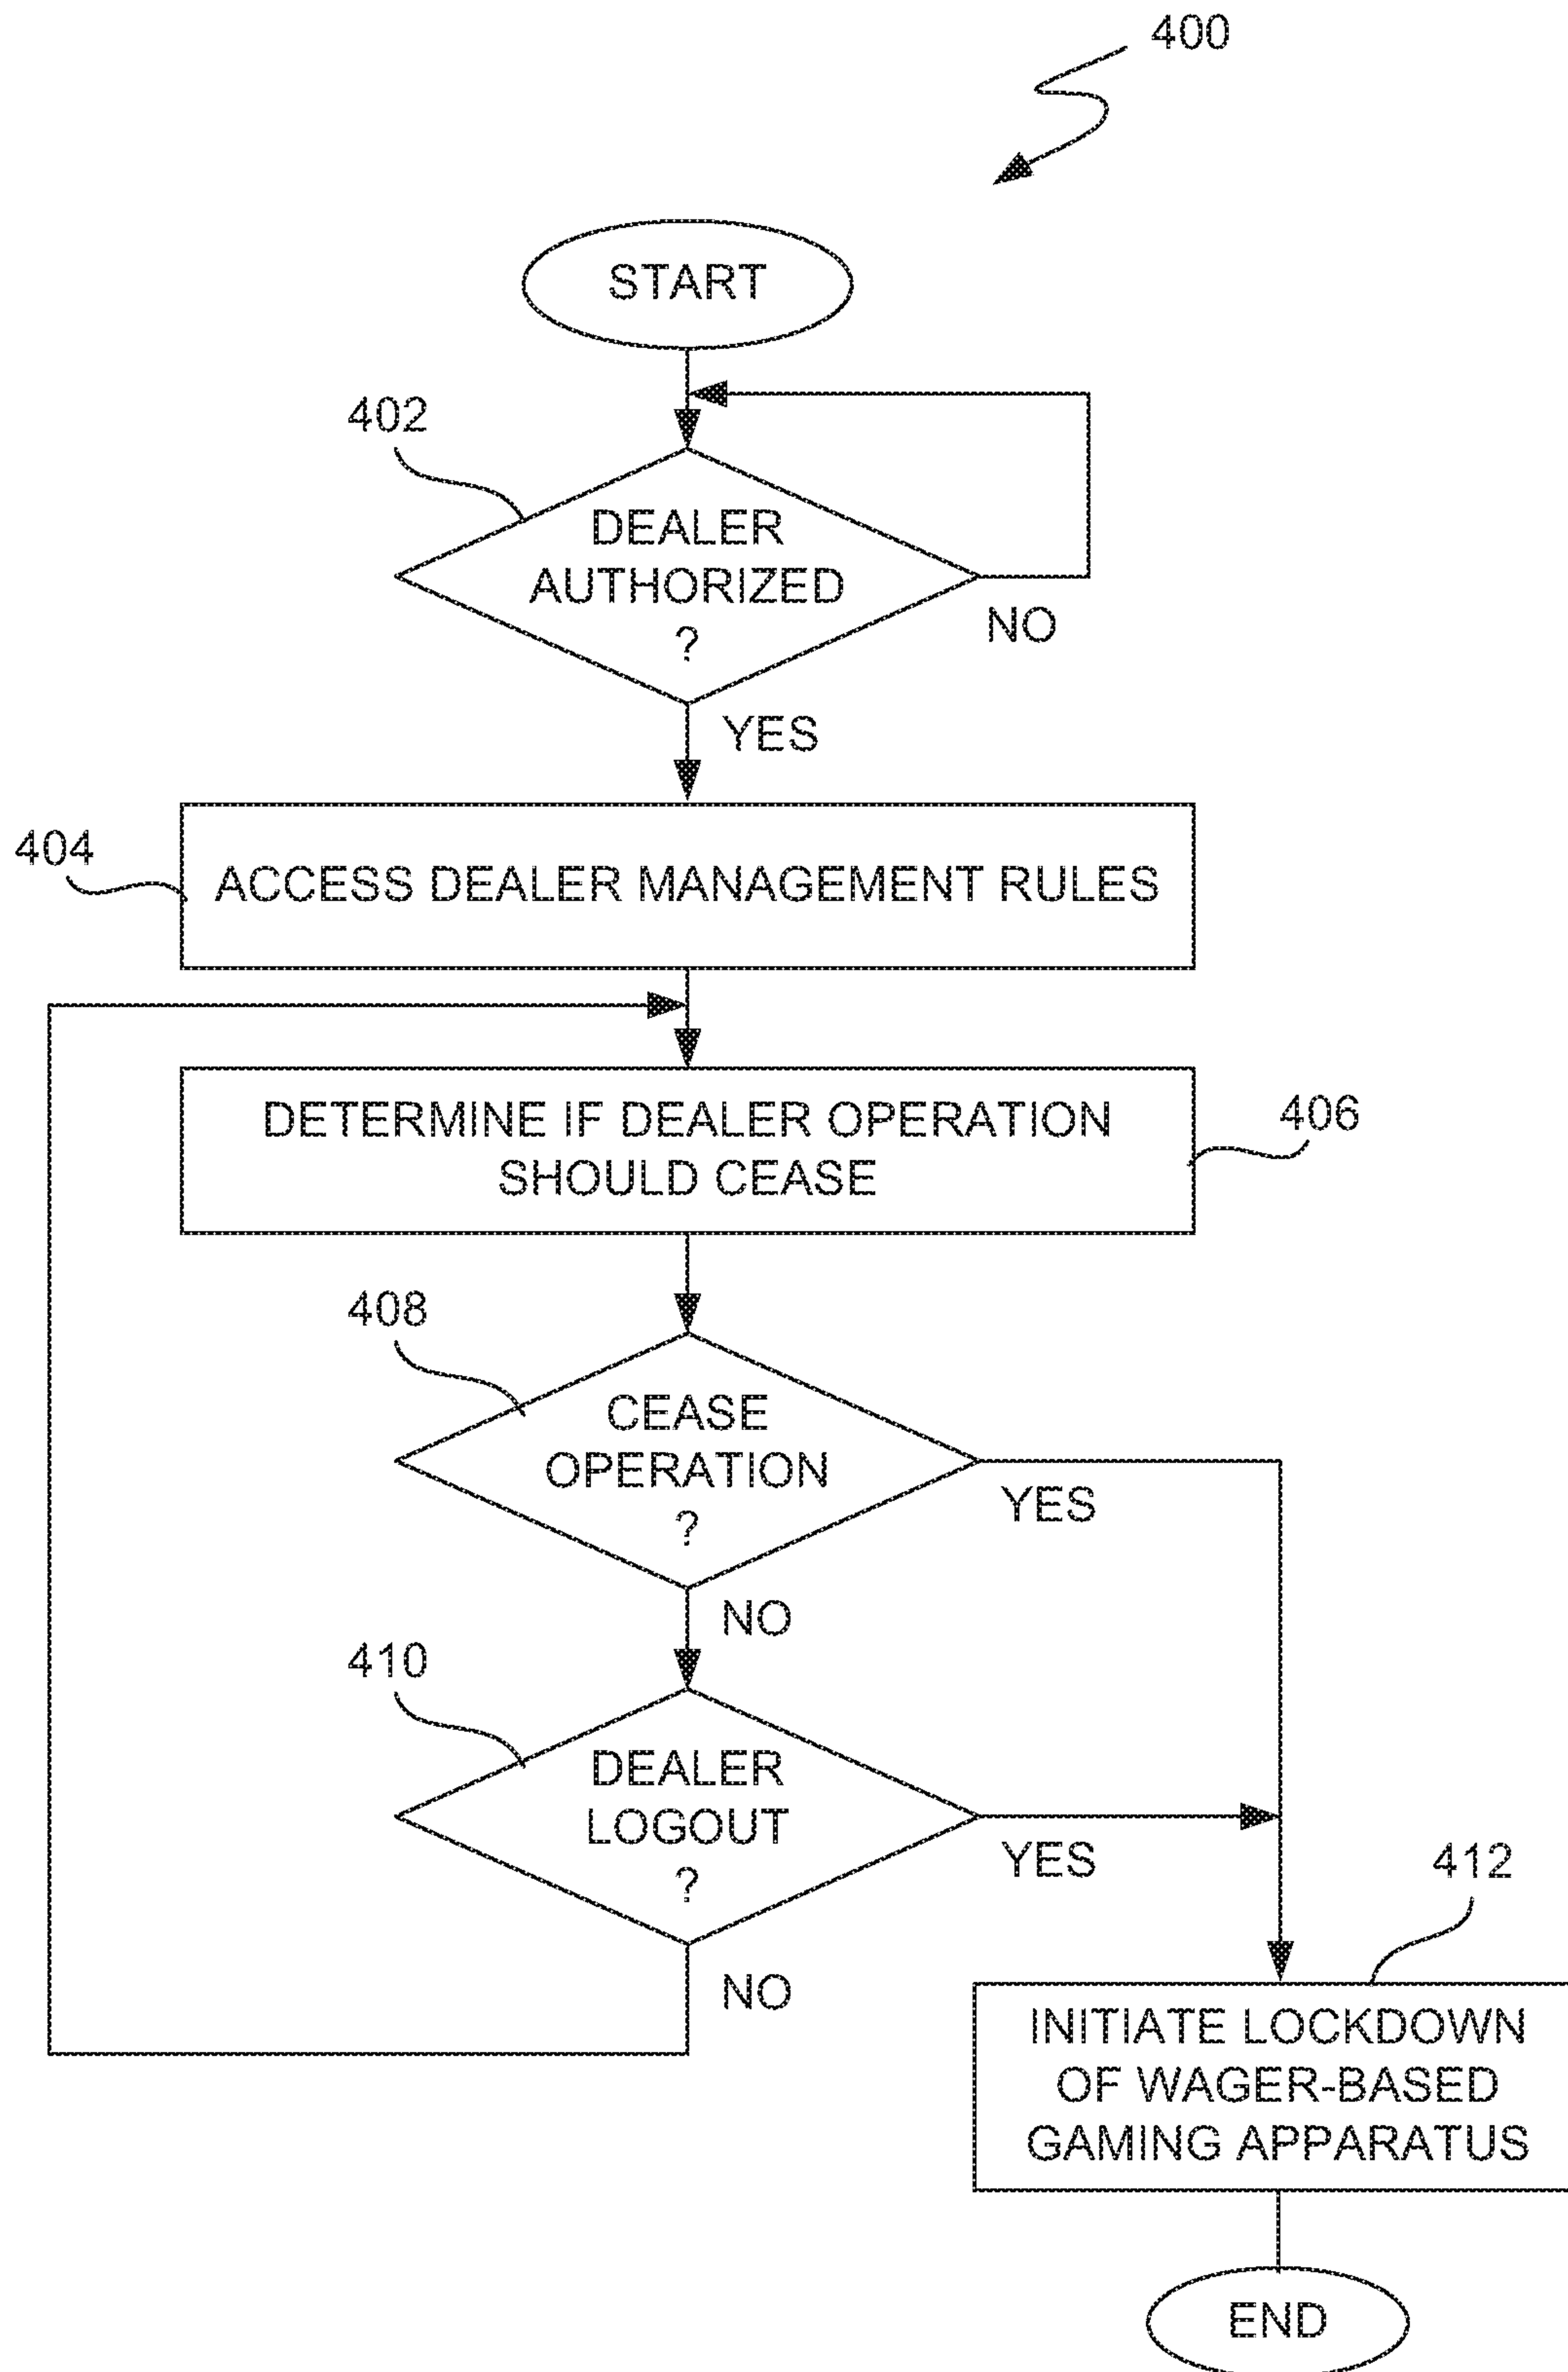 400
START
402
DEALER
AUTHORIZED
?
NO
YES
404
ACCESS DEALER MANAGEMENT RULES
DETERMINE IF DEALER OPERATION
SHOULD CEASE
406
408
CEASE
OPERATION
?
YES
NO
410
DEALER
LOGOUT
?
YES
412
NO
INITIATE LOCKDOWN
OF WAGER-BASED
GAMING APPARATUS
END